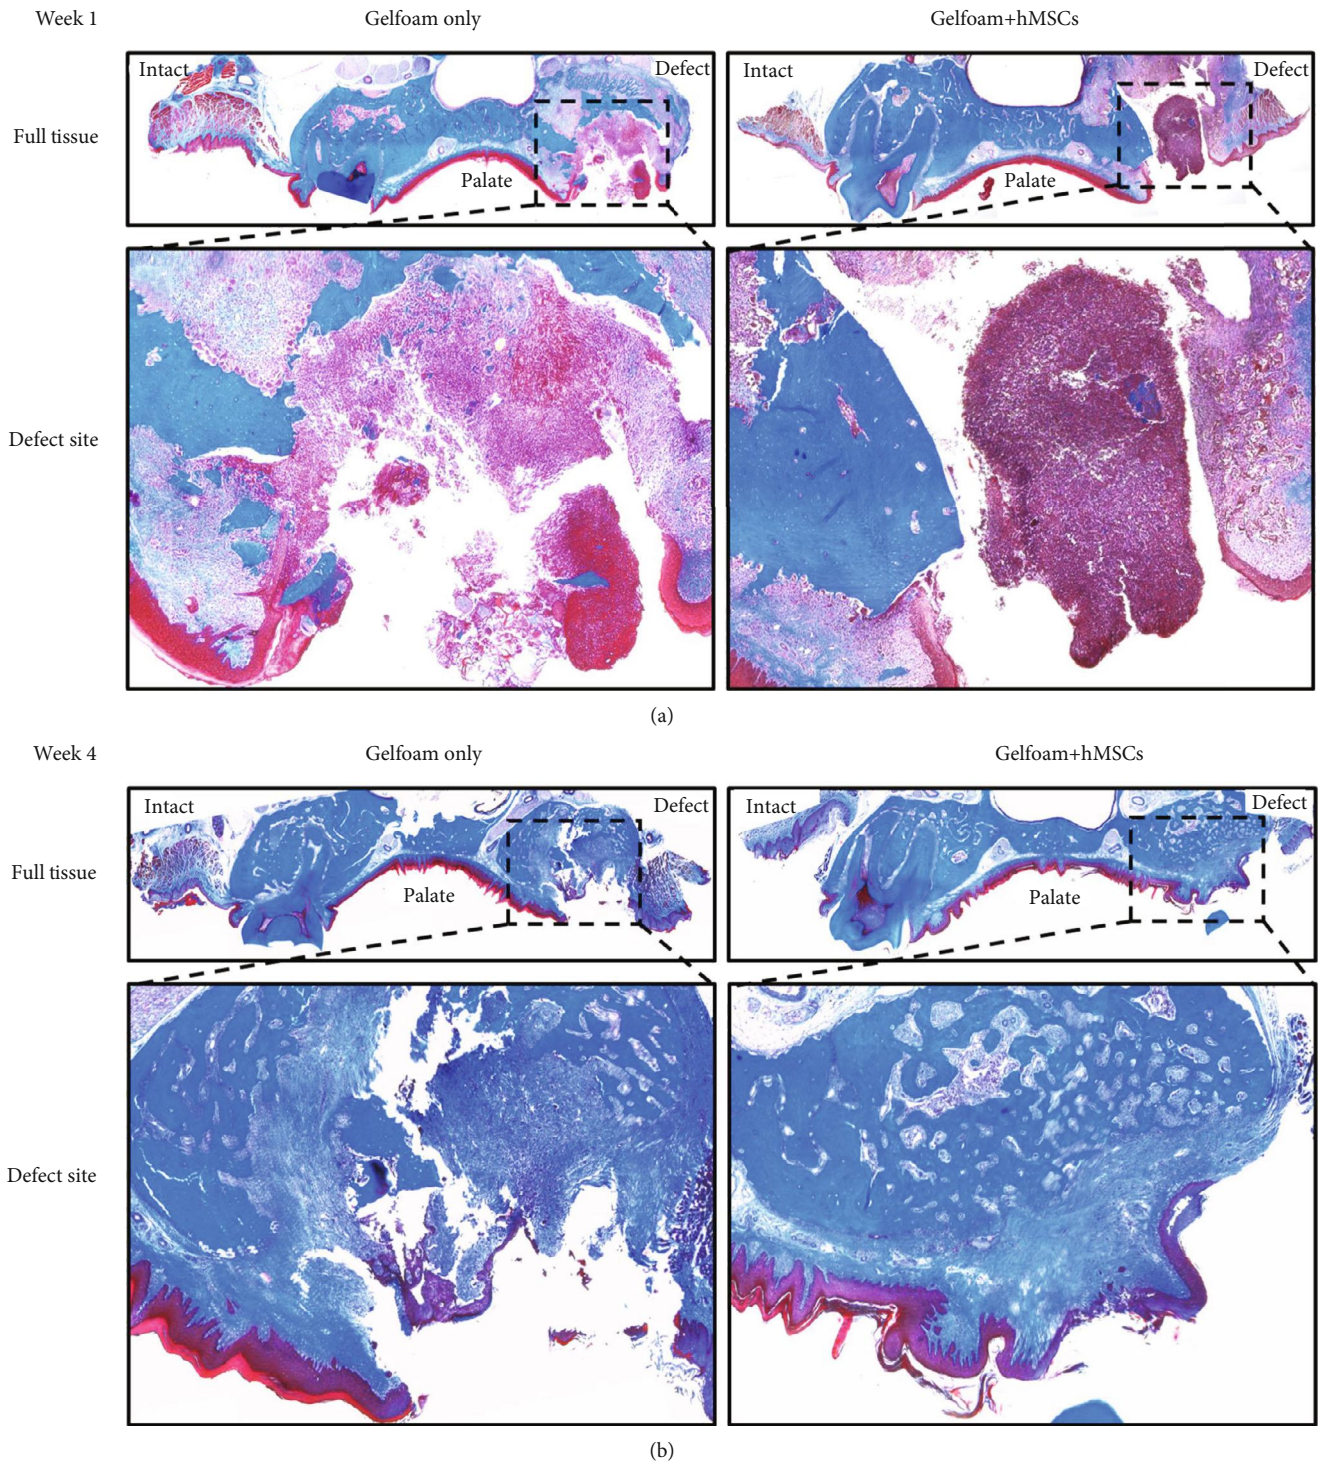 Week 1
Gelfoam only
Gelfoam+hMSCs
Full tissue
Intact
Defect
Palate
Intact
Defect
Palate
Defect site
(a)
Week 4
Gelfoam only
Gelfoam+hMSCs
Full tissue
Intact
Defect
Palate
Intact
Defect
Palate
Defect site
(b)